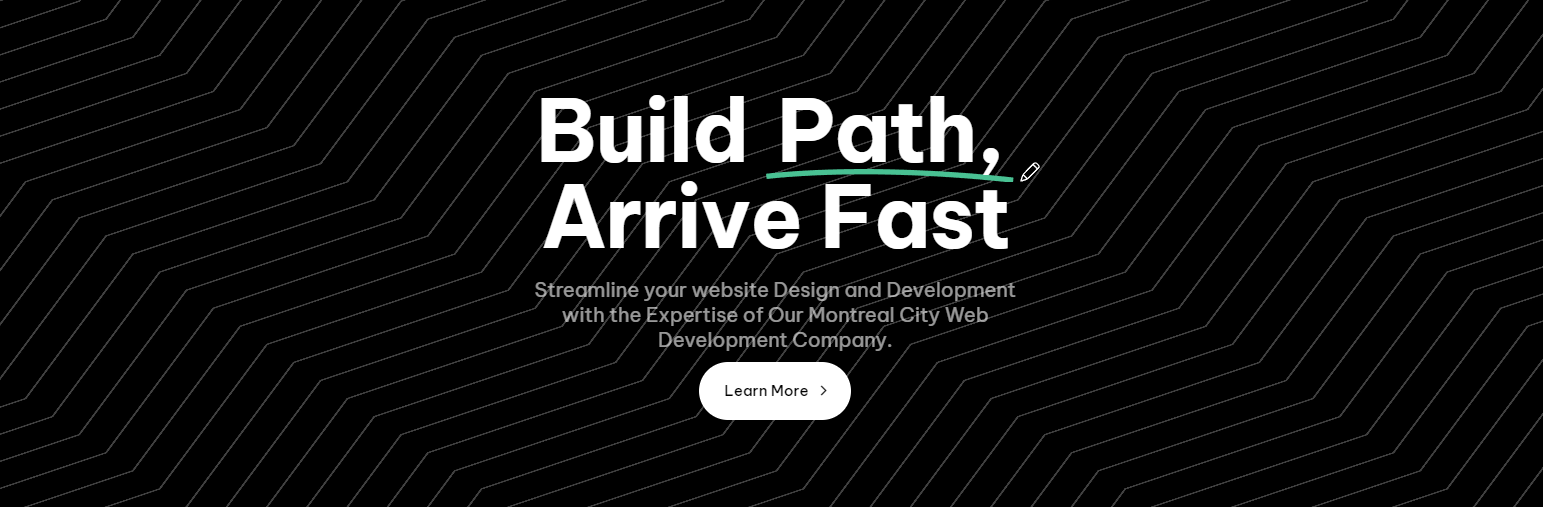 Build Path,
Arrive Fast
Streamline your website Design and Development
with the Expertise of Our Montreal City Web
Development Company.
Learn More